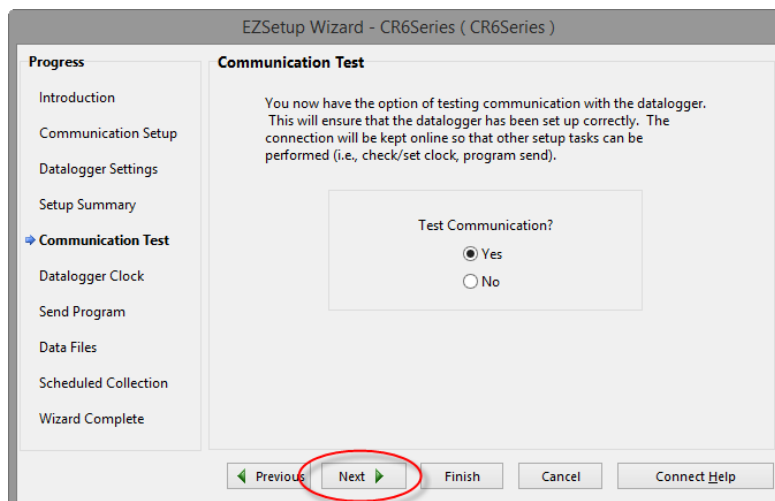 EZSetup Wizard - CR6Series ( CR6Series )
Progress
Introduction
Communication Setup
Datalogger Settings
Setup Summary
Communication Test
Datalogger Clock
Send Program
Data Files
Scheduled Collection
Wizard Complete
Communication Test
You now have the option of testing communication with the datalogger.
This will ensure that the datalogger has been set up correctly. The
connection will be kept online so that other setup tasks can be
performed (i.e., check/set clock, program send).
Test Communication?
Yes
No
Previous
Next
Finish
Cancel
Connect Help